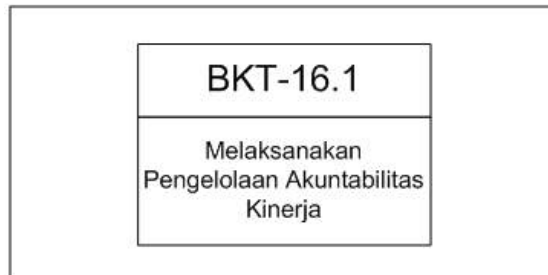 BKT-16.1
Melaksanakan
Pengelolaan Akuntabilitas
Kinerja